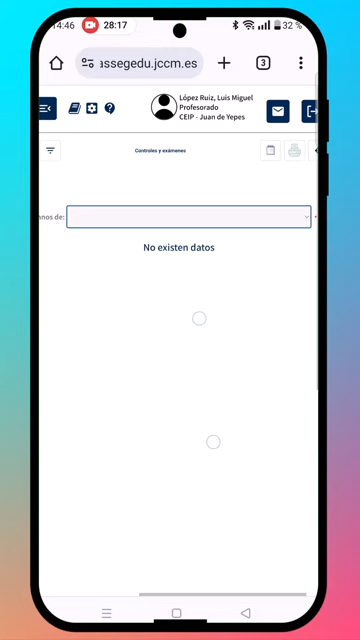 14:46 28:17 32 %
assegedu.jccm.es 3
López Ruiz, Luis Miguel
Profesorado
CEIP - Juan de Yepes
Controles y exámenes
nos de:
No existen datos